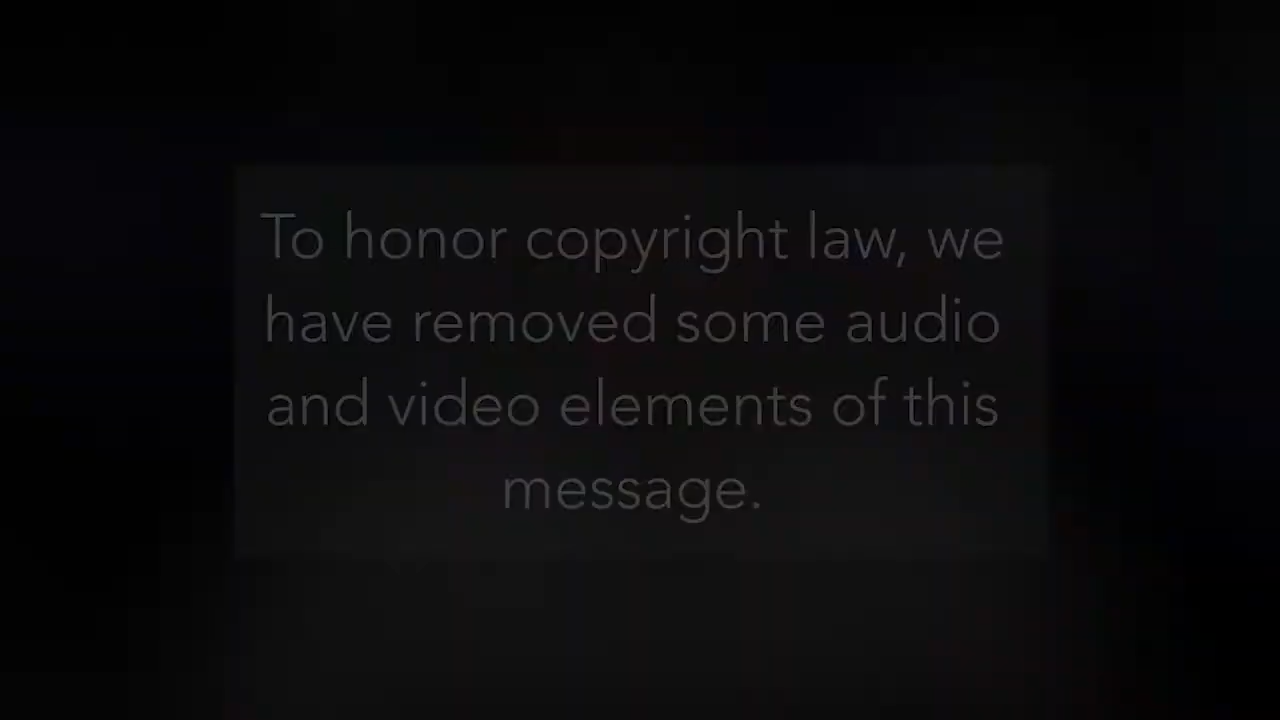 To honor copyright law, we
have removed some audio
and video elements of this
message.